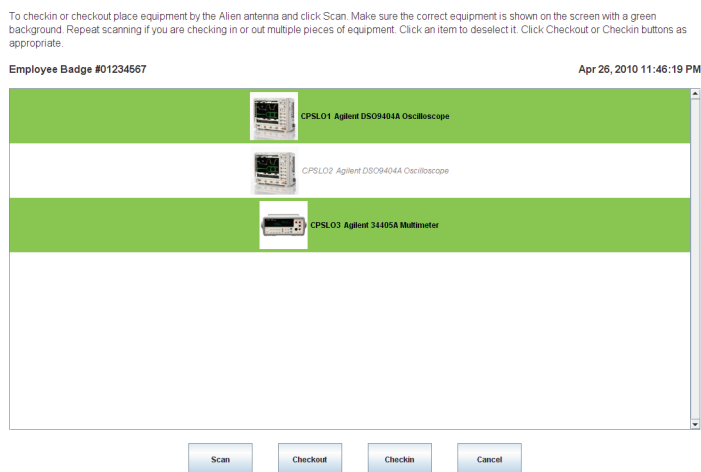 To checkin or checkout place equipment by the Alien antenna and click Scan. Make sure the correct equipment is shown on the screen with a green
background. Repeat scanning if you are checking in or out multiple pieces of equipment. Click an item to deselect it. Click Checkout or Checkin buttons as
appropriate.
Employee Badge #01234567
Apr 26, 2010 11:46:19 PM
CPSLO1 Agilent DSO9404A Oscilloscope
CPSLO2 Agilent DSO9404A Oscilloscope
CPSLO3 Agilent 34405A Multimeter
Scan
Checkout
Checkin
Cancel